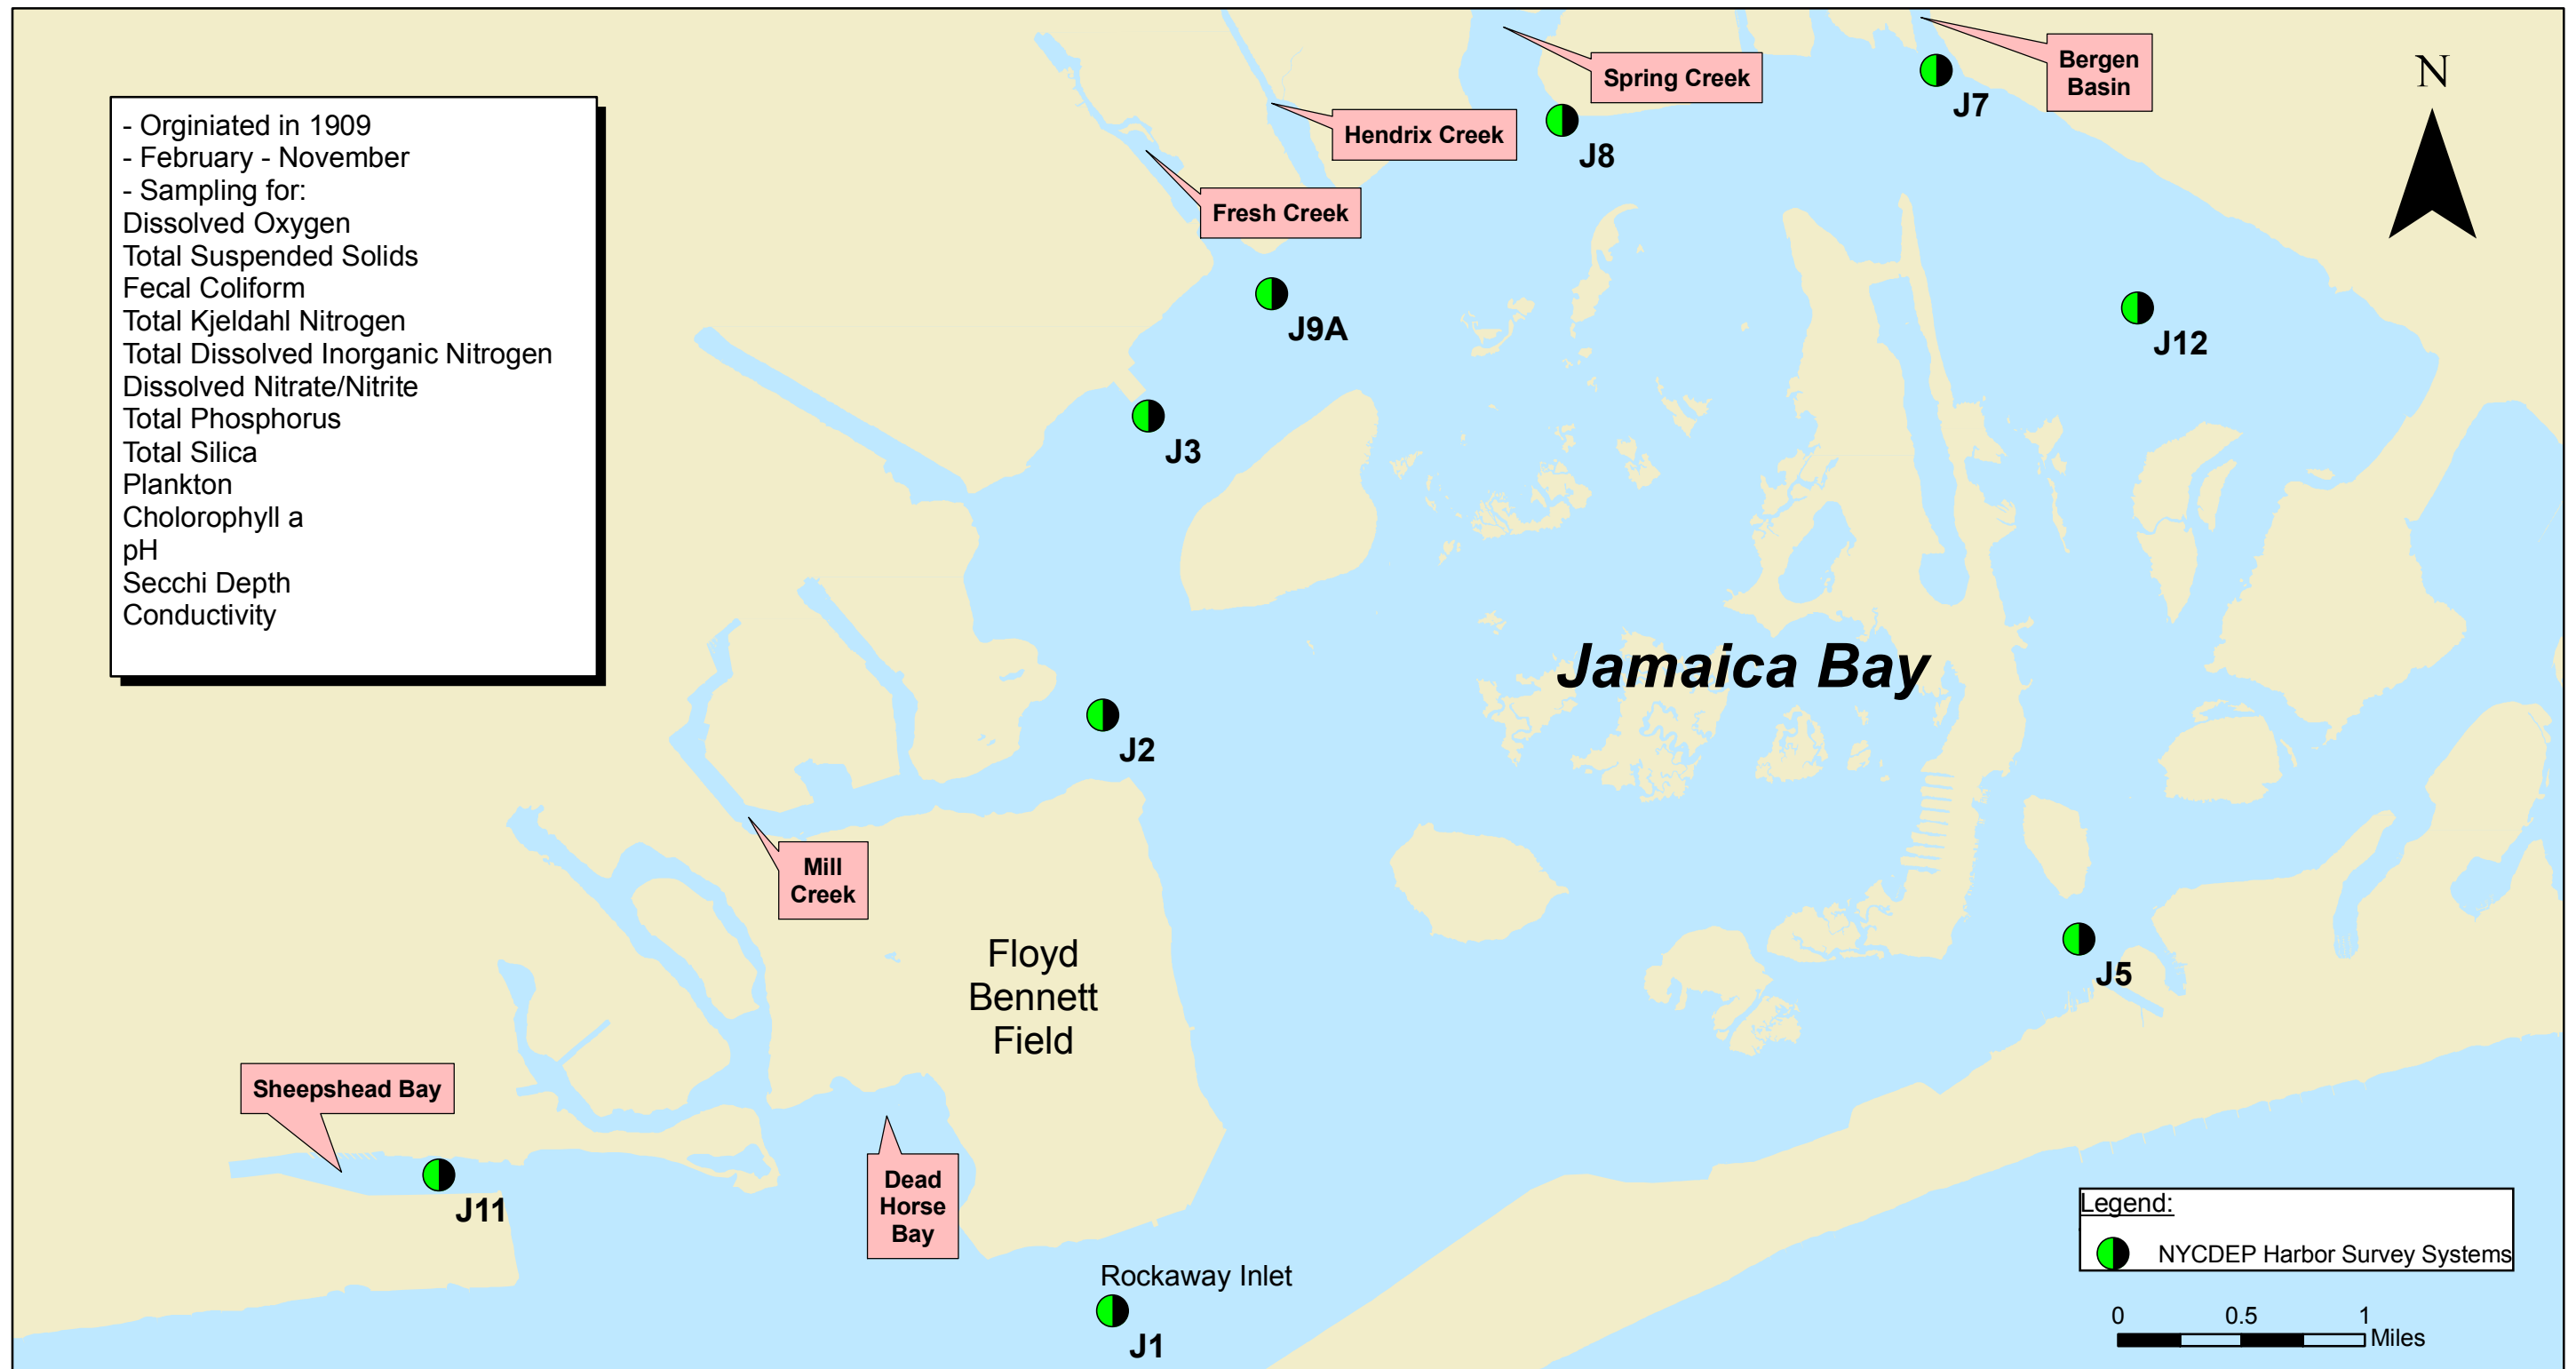 - Orginiated in 1909
- February - November
- Sampling for:
Dissolved Oxygen
Total Suspended Solids
Fecal Coliform
Total Kjeldahl Nitrogen
Total Dissolved Inorganic Nitrogen
Dissolved Nitrate/Nitrite
Total Phosphorus
Total Silica
Plankton
Cholorophyll a
pH
Secchi Depth
Conductivity
Spring Creek
Bergen
Basin
N
J7
Hendrix Creek
J8
Fresh Creek
J9A
J12
J3
Jamaica Bay
J2
Mill
Creek
Floyd
Bennett
Field
J5
Sheepshead Bay
J11
Dead
Horse
Bay
Rockaway Inlet
J1
Legend:
NYCDEP Harbor Survey Systems
0 0.5 1
Miles